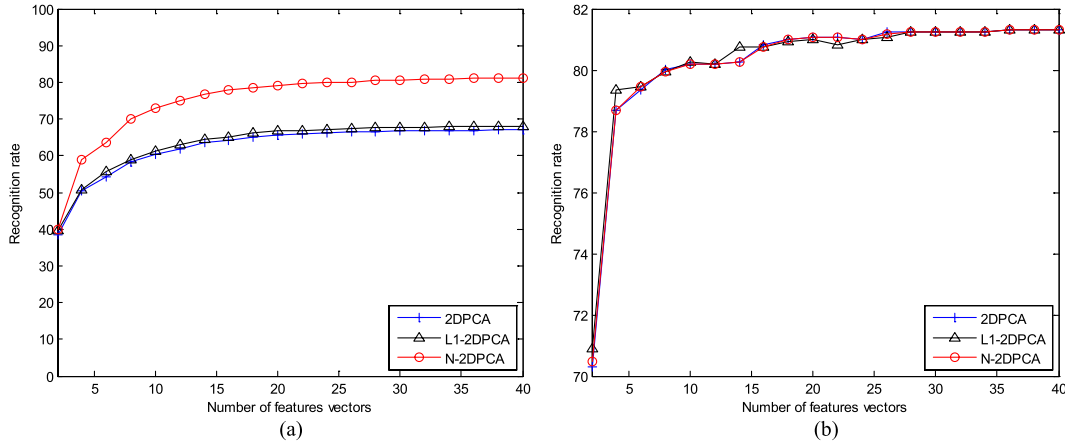 100
90
80
70
60
50
40
30
20
10
0
Recognition rate
5
10
15
20
25
30
35
40
Number of features vectors
2DPCA
L1-2DPCA
N-2DPCA
(a)
82
80
78
76
74
72
70
Recognition rate
5
10
15
20
25
30
35
40
Number of features vectors
2DPCA
L1-2DPCA
N-2DPCA
(b)